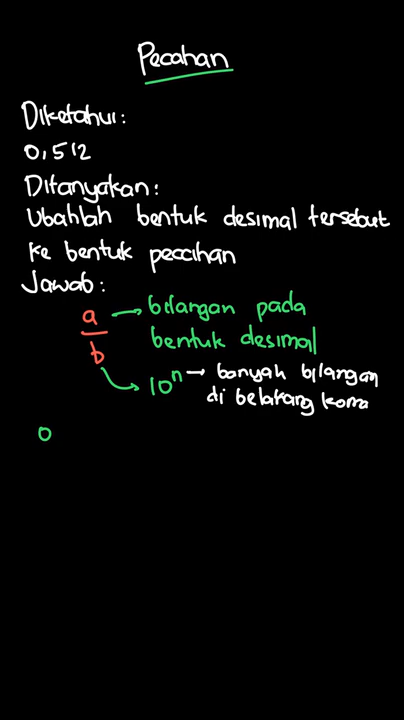 Pecahan
Diketahui:
0,512
Ditanyakan:
Ubahlah bentuk desimal tersebut
ke bentuk pecahan
Jawab:
a → bilangan pada
bentuk desimal
b → 10ⁿ → banyak bilangan
di belakang koma
0